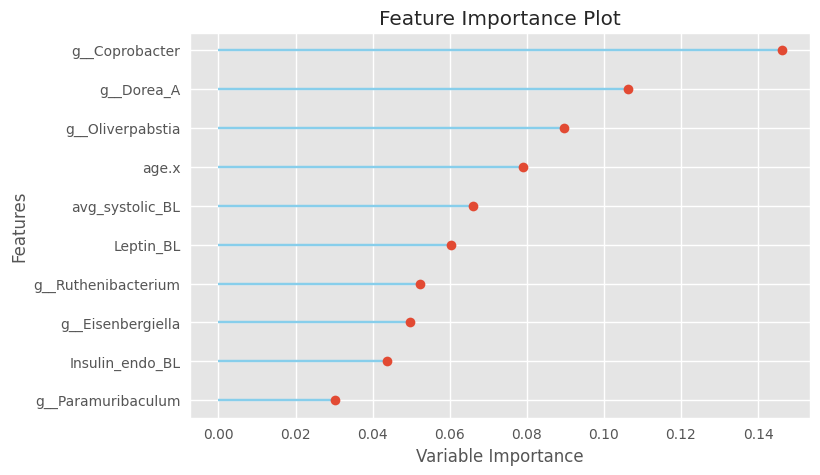 Feature Importance Plot
g__Coprobacter
g__Dorea_A
g__Oliverpabstia
age.x
avg_systolic_BL
Leptin_BL
g__Ruthenibacterium
g__Eisenbergiella
Insulin_endo_BL
g__Paramuribaculum
Features
0.00 0.02 0.04 0.06 0.08 0.10 0.12 0.14
Variable Importance